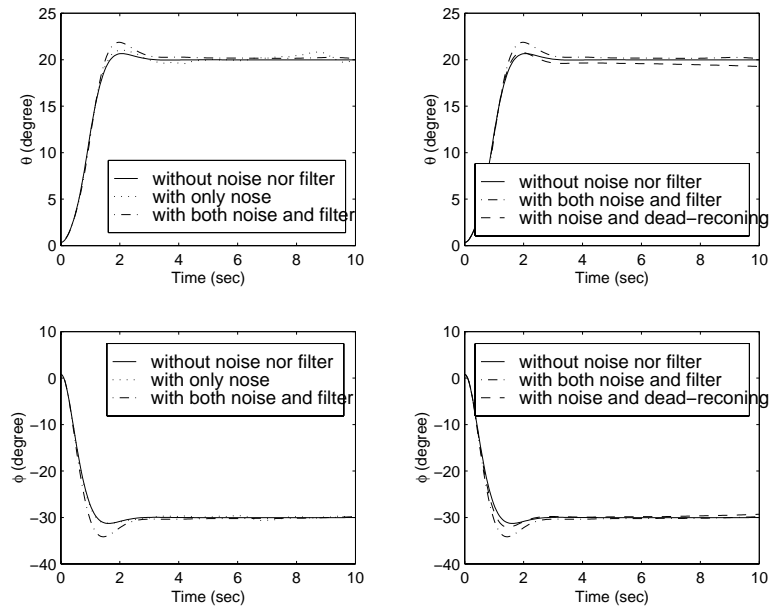 25
20
15
10
5
0
θ (degree)
without noise nor filter
with only nose
with both noise and filter
0 2 4 6 8 10
Time (sec)
25
20
15
10
5
0
θ (degree)
without noise nor filter
with both noise and filter
with noise and dead−reconing
0 2 4 6 8 10
Time (sec)
10
0
−10
−20
−30
−40
ϕ (degree)
without noise nor filter
with only nose
with both noise and filter
0 2 4 6 8 10
Time (sec)
10
0
−10
−20
−30
−40
ϕ (degree)
without noise nor filter
with both noise and filter
with noise and dead−reconing
0 2 4 6 8 10
Time (sec)